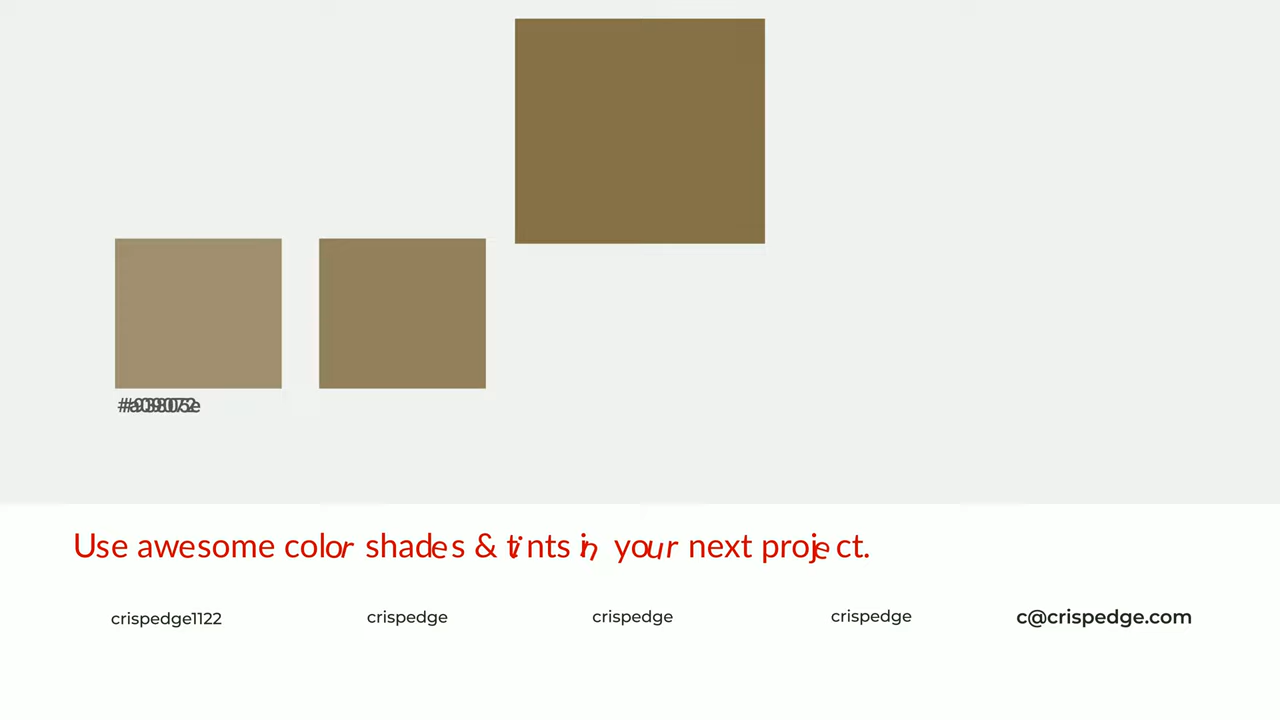 Use awesome color shades & tints in your next project.
crispedge1122 crispedge crispedge crispedge c@crispedge.com